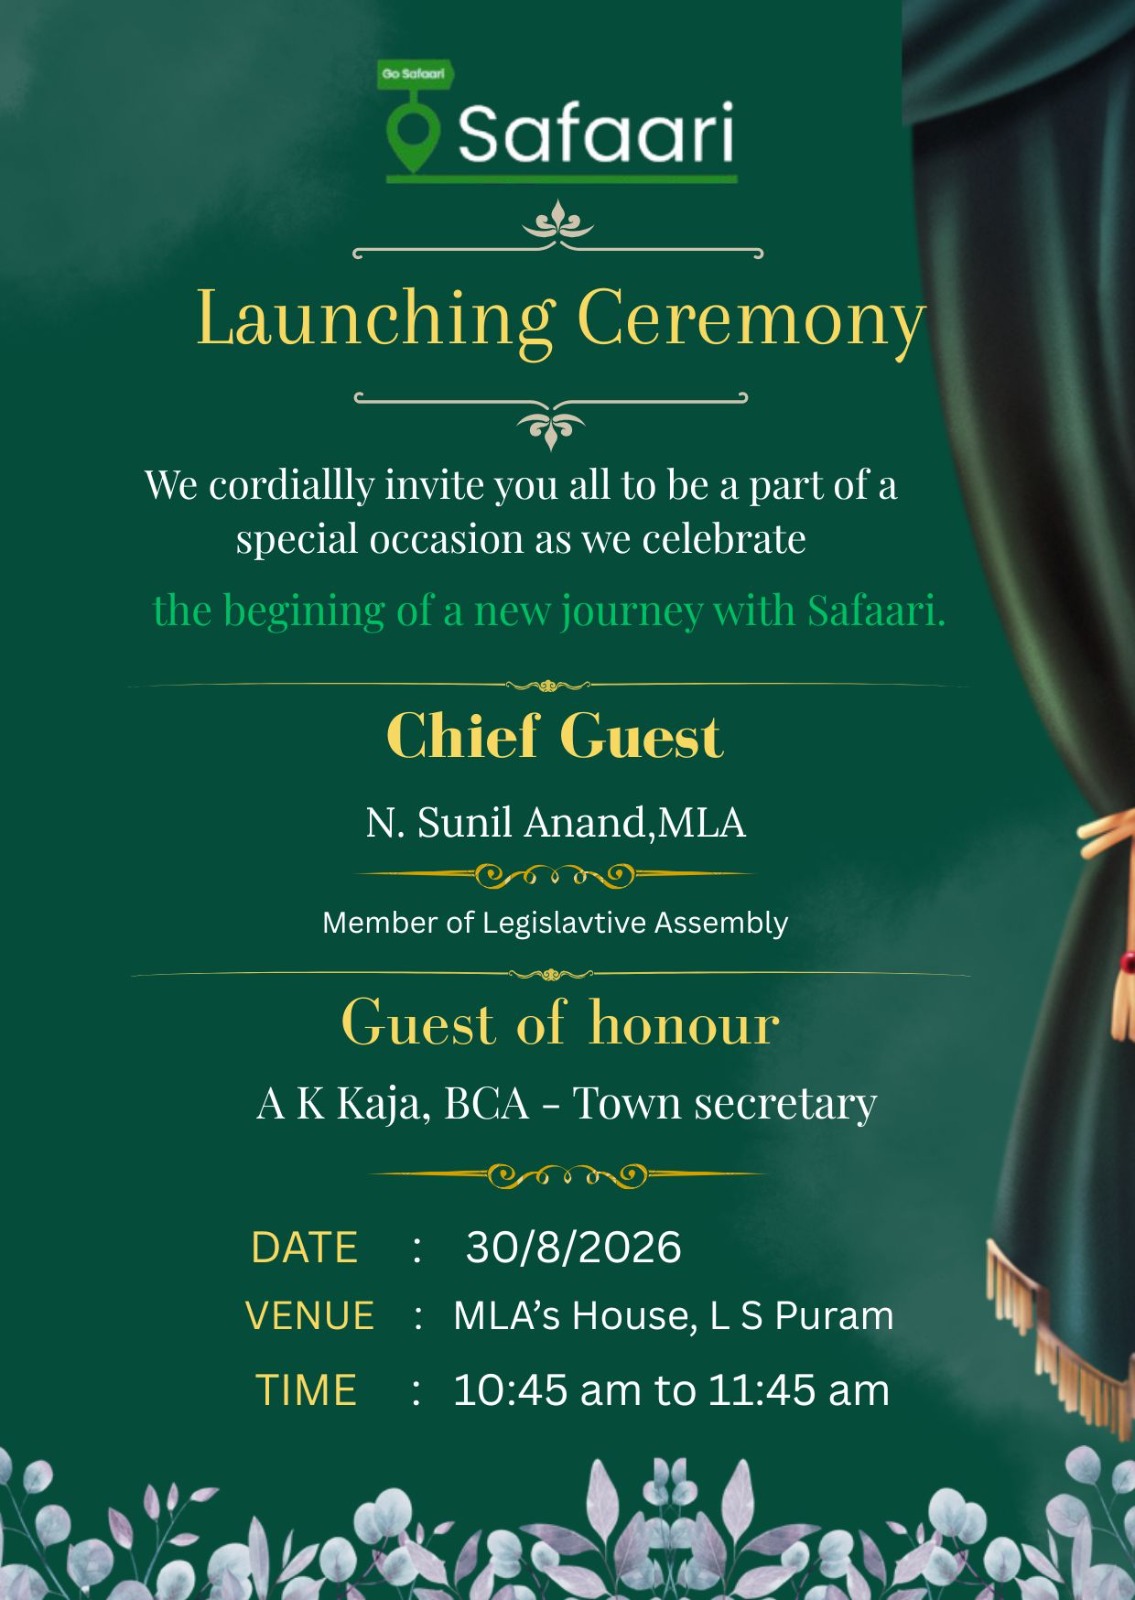 Go Safaari
Safaari
Launching Ceremony
We cordiallly invite you all to be a part of a
special occasion as we celebrate
the begining of a new journey with Safaari.
Chief Guest
N. Sunil Anand,MLA
Member of Legislavtive Assembly
Guest of honour
A K Kaja, BCA - Town secretary
DATE : 30/8/2026
VENUE : MLA’s House, L S Puram
TIME : 10:45 am to 11:45 am